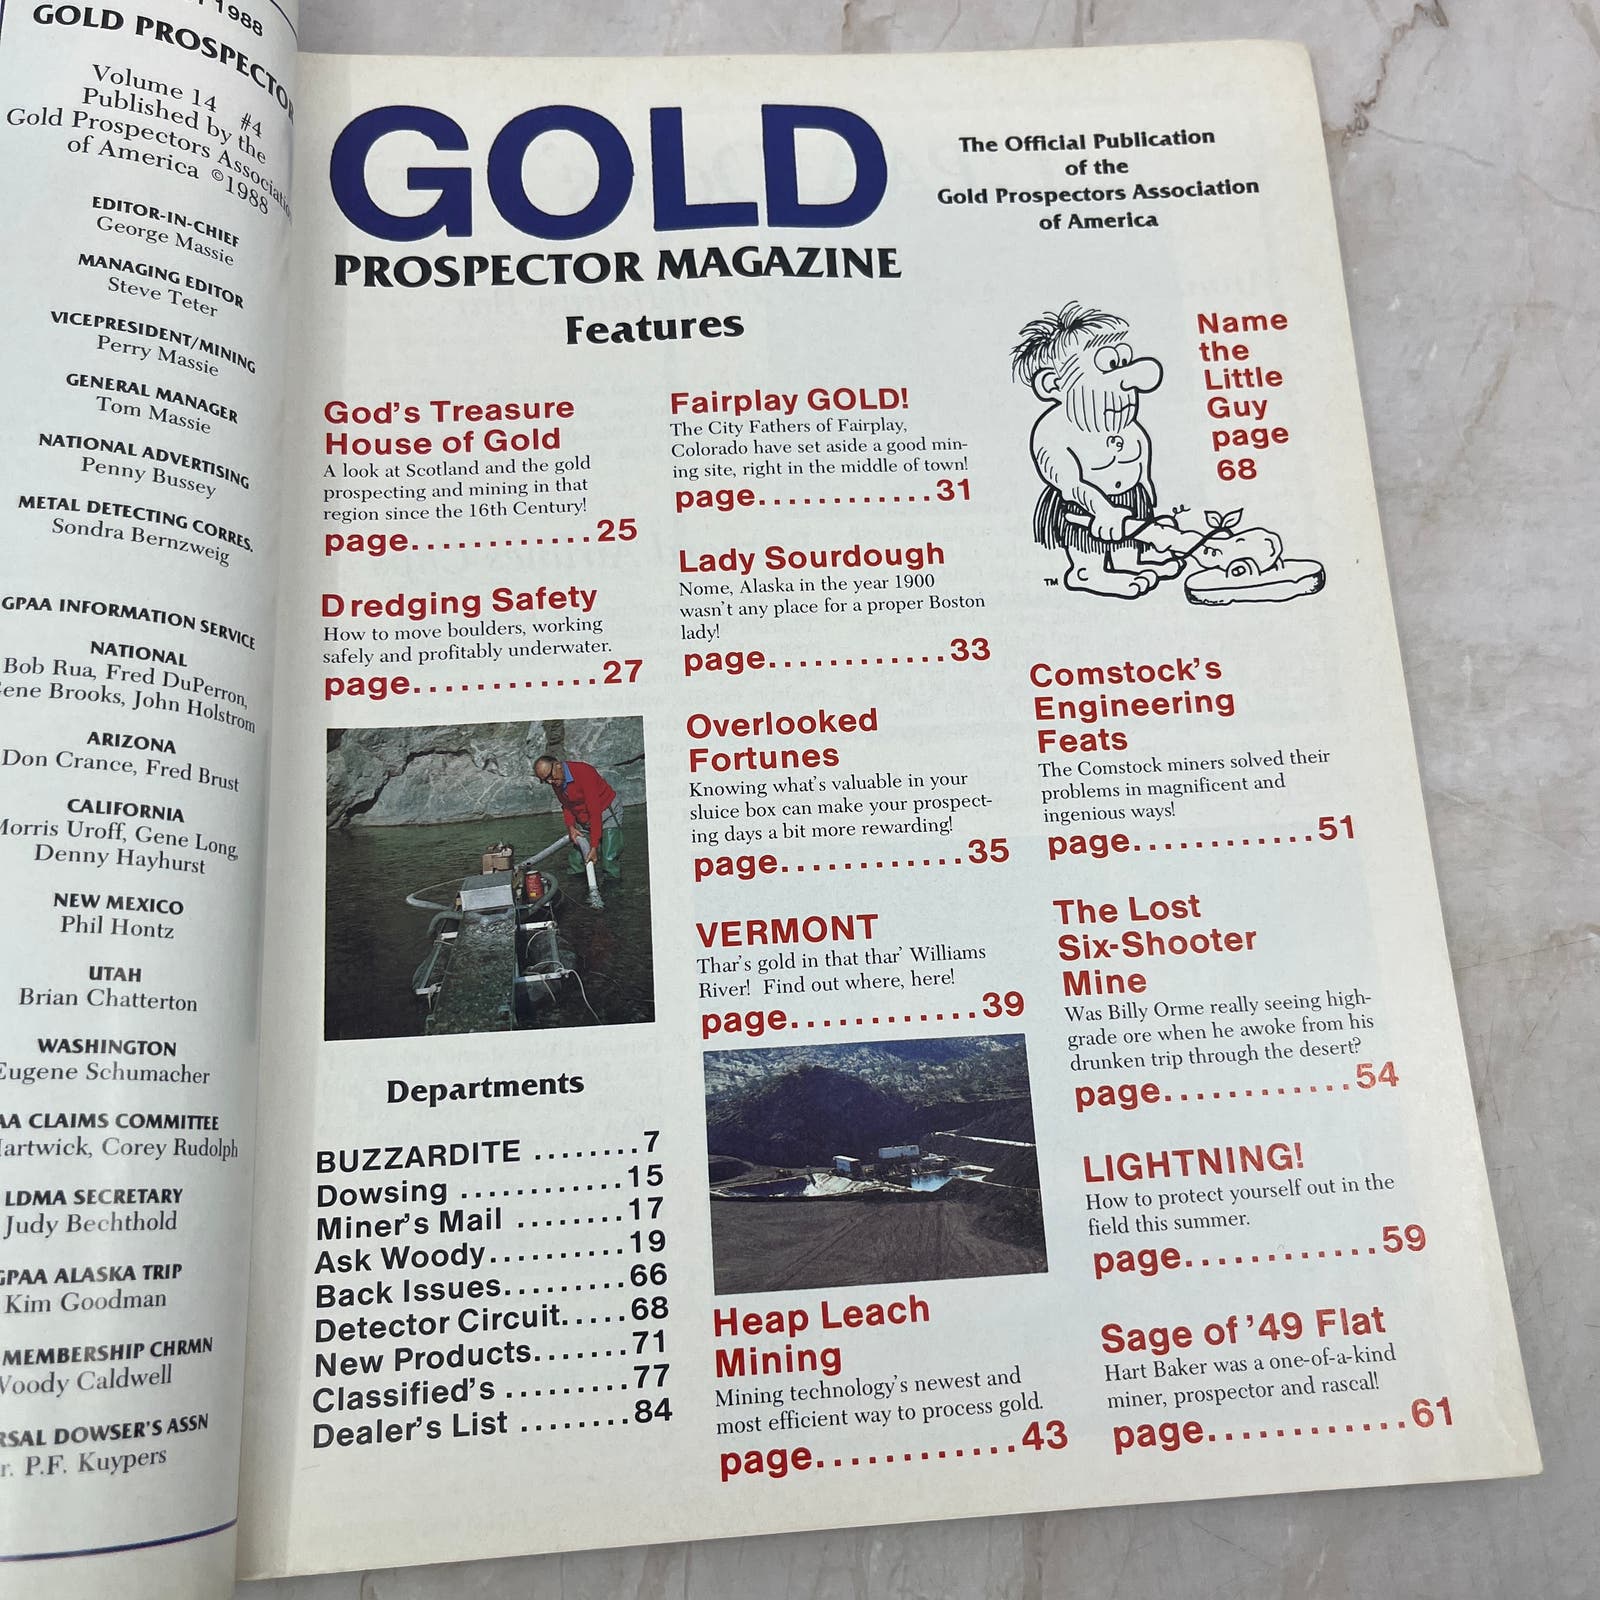 1988
GOLD PROSPECTOR
Volume 14 #4
Published by the
Gold Prospectors Association
of America ©1988
EDITOR-IN-CHIEF
George Massie
MANAGING EDITOR
Steve Teter
VICEPRESIDENT/MINING
Perry Massie
GENERAL MANAGER
Tom Massie
NATIONAL ADVERTISING
Penny Bussey
METAL DETECTING CORRES.
Sondra Bernzweig
GPAA INFORMATION SERVICE
NATIONAL
Bob Rua, Fred DuPerron,
ene Brooks, John Holstrom
ARIZONA
Don Crance, Fred Brust
CALIFORNIA
Morris Uroff, Gene Long,
Denny Hayhurst
NEW MEXICO
Phil Hontz
UTAH
Brian Chatterton
WASHINGTON
Eugene Schumacher
AA CLAIMS COMMITTEE
artwick, Corey Rudolph
LDMA SECRETARY
Judy Bechthold
GPAA ALASKA TRIP
Kim Goodman
MEMBERSHIP CHRMN
Woody Caldwell
RSAL DOWSER'S ASSN
r. P.F. Kuypers
GOLD
PROSPECTOR MAGAZINE
The Official Publication
of the
Gold Prospectors Association
of America
Features
God's Treasure
House of Gold
A look at Scotland and the gold
prospecting and mining in that
region since the 16th Century!
page............25
Dredging Safety
How to move boulders, working
safely and profitably underwater.
page............27
Departments
BUZZARDITE ........7
Dowsing ............15
Miner's Mail ........17
Ask Woody..........19
Back Issues.........66
Detector Circuit.....68
New Products.......71
Classified's .........77
Dealer's List ........84
Fairplay GOLD!
The City Fathers of Fairplay,
Colorado have set aside a good min-
ing site, right in the middle of town!
page............31
Lady Sourdough
Nome, Alaska in the year 1900
wasn't any place for a proper Boston
lady!
page............33
Overlooked
Fortunes
Knowing what's valuable in your
sluice box can make your prospect-
ing days a bit more rewarding!
page............35
VERMONT
Thar's gold in that thar' Williams
River! Find out where, here!
page............39
Heap Leach
Mining
Mining technology's newest and
most efficient way to process gold.
page............43
Name
the
Little
Guy
page
68
TM
Comstock's
Engineering
Feats
The Comstock miners solved their
problems in magnificent and
ingenious ways!
page............51
The Lost
Six-Shooter
Mine
Was Billy Orme really seeing high-
grade ore when he awoke from his
drunken trip through the desert?
page............54
LIGHTNING!
How to protect yourself out in the
field this summer.
page............59
Sage of '49 Flat
Hart Baker was a one-of-a-kind
miner, prospector and rascal!
page............61